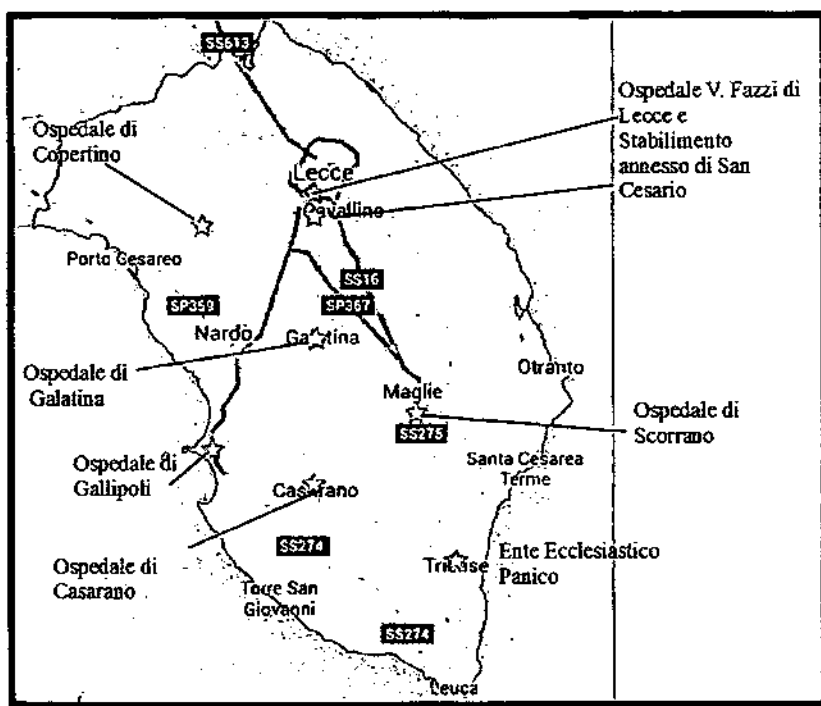 SS613
Ospedale V. Fazzi di
Lecce e
Stabilimento
annesso di San
Cesario
Ospedale di
Copertino
Lecce
Cavallino
Porto Cesareo
SS16
SP359
SP367
Nardò
Galatina
Otranto
Ospedale di
Galatina
Maglie
Ospedale di
Scorrano
SS275
Santa Cesarea
Terme
Ospedale di
Gallipoli
Casarano
SS274
Ente Ecclesiastico
Panico
Tricase
Ospedale di
Casarano
Torre San
Giovanni
SS274
Leuca